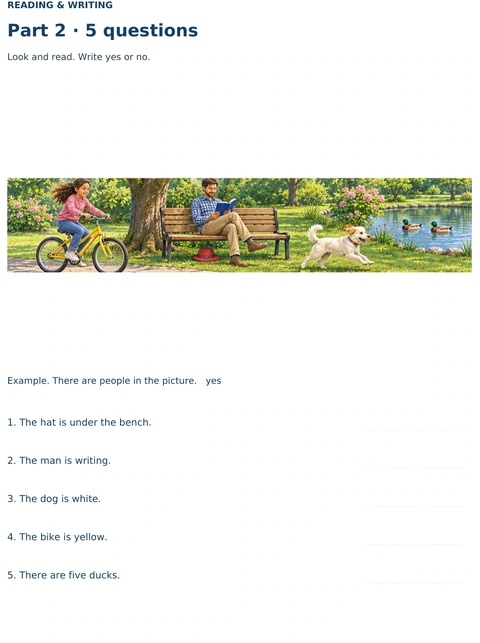 READING & WRITING
Part 2 · 5 questions
Look and read. Write yes or no.
Example. There are people in the picture. yes
1. The hat is under the bench.
2. The man is writing.
3. The dog is white.
4. The bike is yellow.
5. There are five ducks.